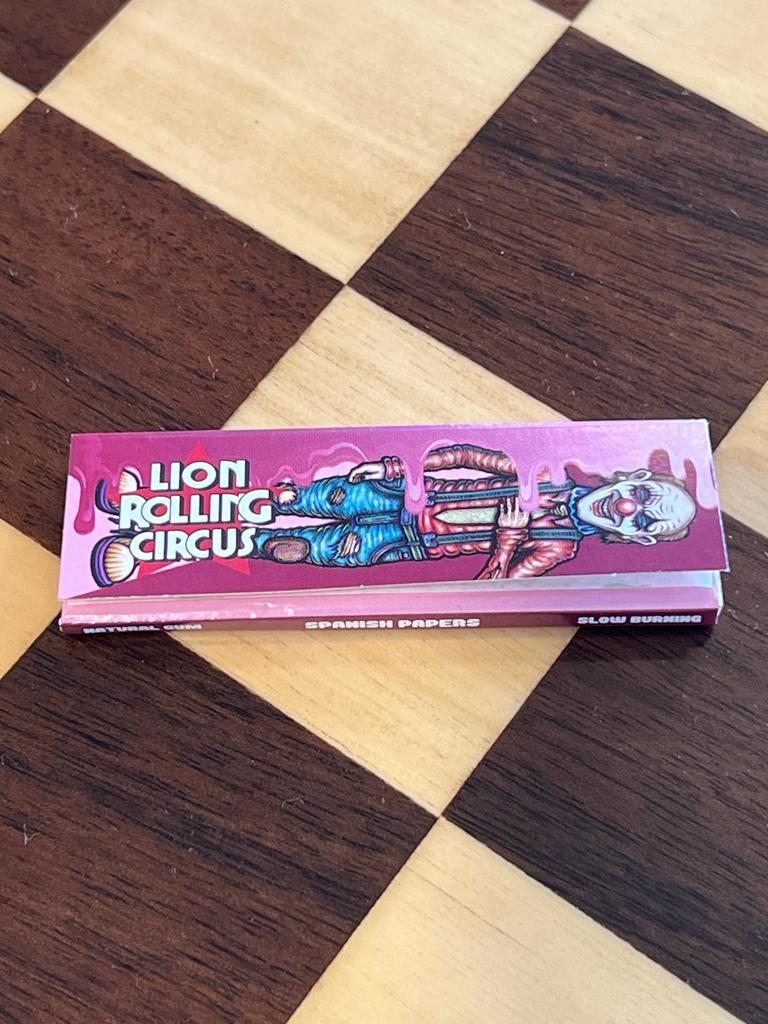 LION
ROLLING
CIRCUS
NATURAL GUM
SPANISH PAPERS
SLOW BURNING